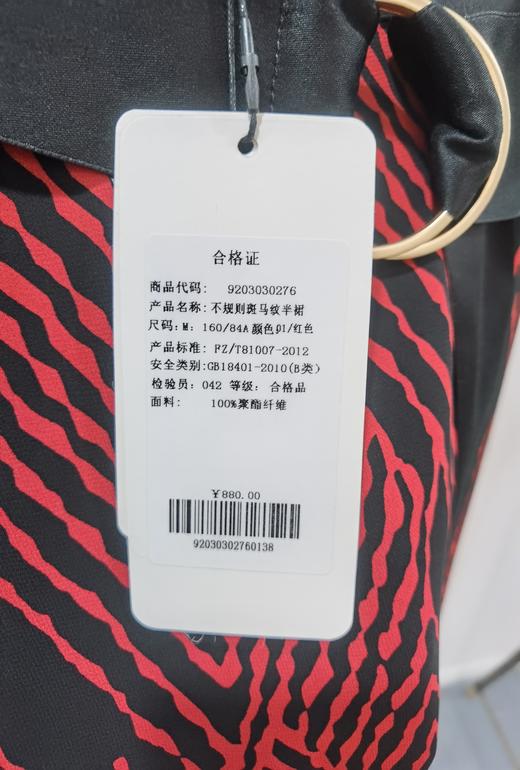 合格证
商品代码: 9203030276
产品名称: 不规则斑马纹半裙
尺码: M: 160/84A 颜色01/红色
产品标准: FZ/T81007-2012
安全类别:GB18401-2010(B类)
检验员: 042 等级: 合格品
面料: 100%聚酯纤维
¥880.00
92030302760138